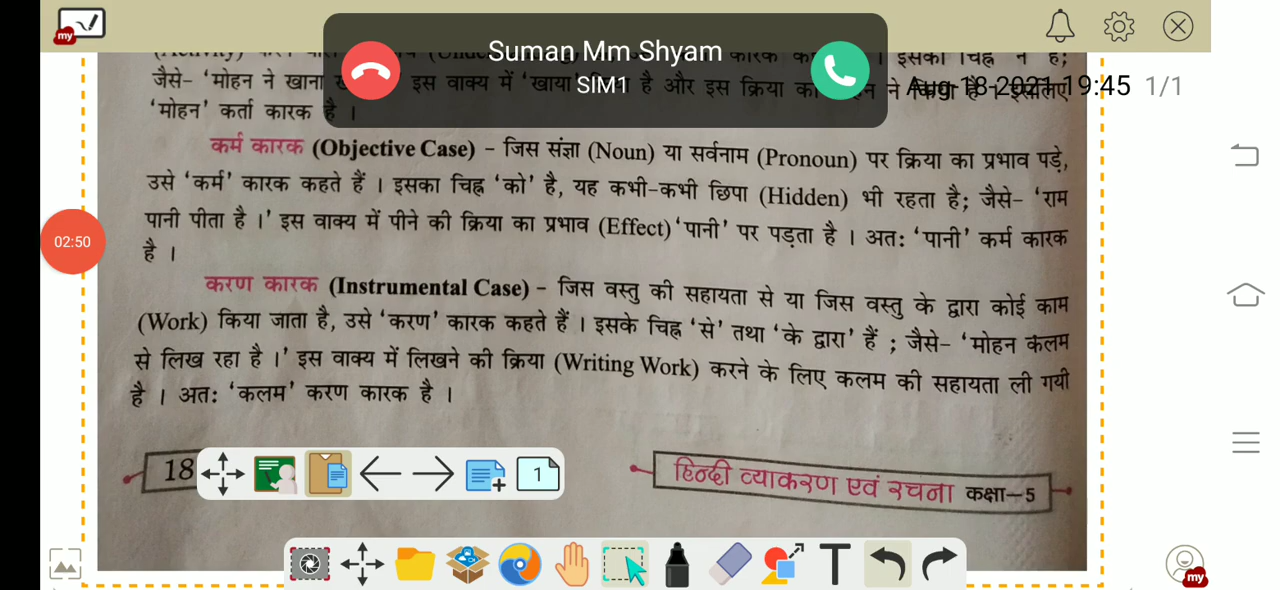 my
Suman Mm Shyam
SIM1
Aug-18-2021 19:45 1/1
(Activity) कारक इसका चिह्न 'ने' है;
जैसे- 'मोहन ने खाना इस वाक्य में 'खाया' क्रिया है और इस क्रिया को ने किया है । इसलिए
'मोहन' कर्ता कारक है ।
कर्म कारक (Objective Case) - जिस संज्ञा (Noun) या सर्वनाम (Pronoun) पर क्रिया का प्रभाव पड़े,
उसे 'कर्म' कारक कहते हैं । इसका चिह्न 'को' है, यह कभी-कभी छिपा (Hidden) भी रहता है; जैसे- 'राम
पानी पीता है ।' इस वाक्य में पीने की क्रिया का प्रभाव (Effect) 'पानी' पर पड़ता है । अत: 'पानी' कर्म कारक
है ।
02:50
करण कारक (Instrumental Case) - जिस वस्तु की सहायता से या जिस वस्तु के द्वारा कोई काम
(Work) किया जाता है, उसे 'करण' कारक कहते हैं । इसके चिह्न 'से' तथा 'के द्वारा' हैं ; जैसे- 'मोहन कलम
से लिख रहा है ।' इस वाक्य में लिखने की क्रिया (Writing Work) करने के लिए कलम की सहायता ली गयी
है । अत: 'कलम' करण कारक है ।
18
1
हिन्दी व्याकरण एवं रचना कक्षा-5
T
my